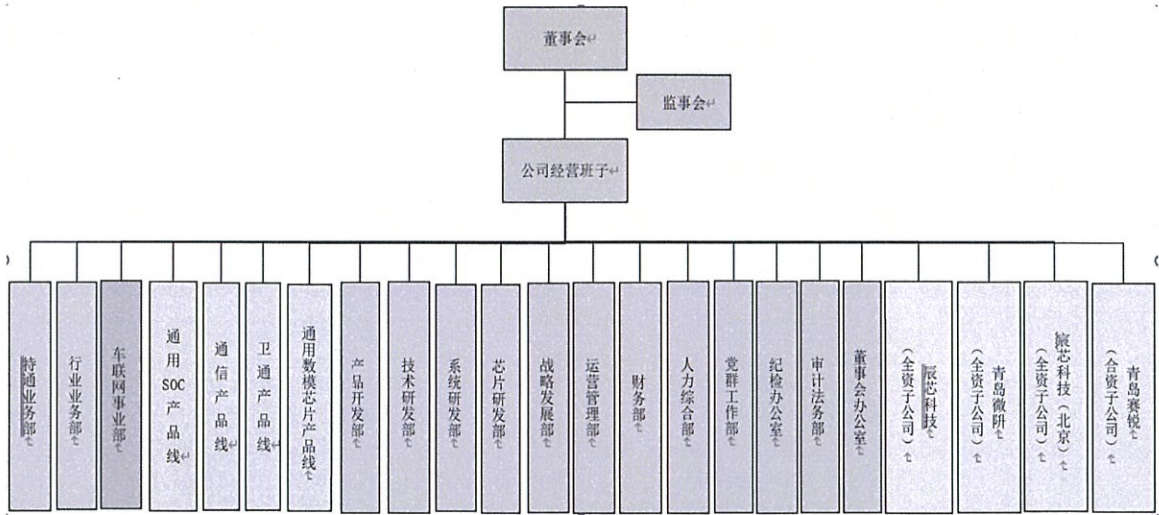 董事会
监事会
公司经营班子
特通业务部
行业业务部
车联网事业部
通用SOC产品线
通信产品线
卫通产品线
通用数模芯片产品线
产品开发部
技术研发部
系统研发部
芯片研发部
战略发展部
运营管理部
财务部
人力综合部
党群工作部
纪检办公室
审计法务部
董事会办公室
辰芯科技
（全资子公司）
青岛微阱
（全资子公司）
宸芯科技（北京）
（全资子公司）
青岛赛锐
（合资子公司）